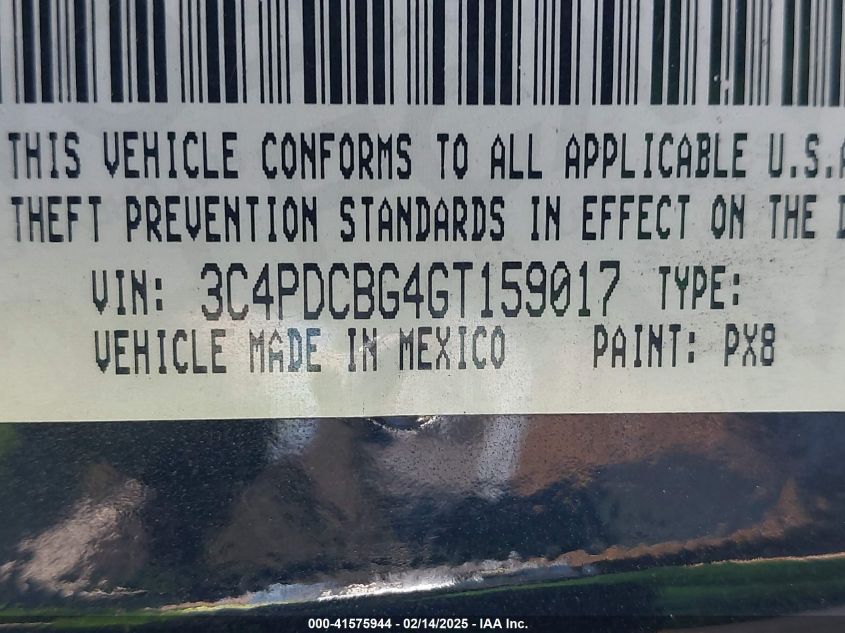 THIS VEHICLE CONFORMS TO ALL APPLICABLE U.S.A
THEFT PREVENTION STANDARDS IN EFFECT ON THE D
VIN: 3C4PDCBG4GT159017 TYPE:
VEHICLE MADE IN MEXICO PAINT: PX8
000-41575944 - 02/14/2025 - IAA Inc.